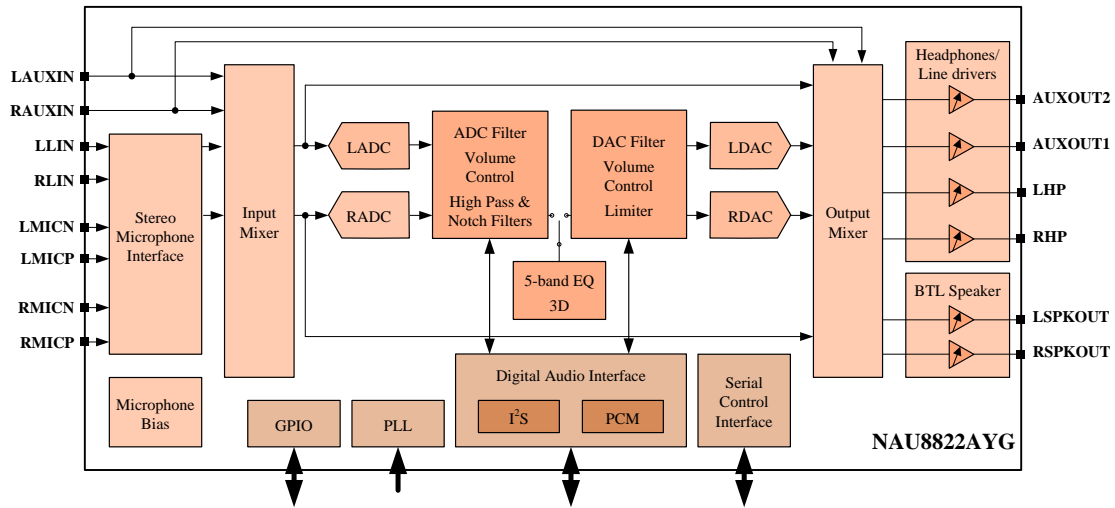 LAUXIN
RAUXIN
LLIN
RLIN
LMICN
LMICP
RMICN
RMICP
Stereo
Microphone
Interface
Microphone
Bias
Input
Mixer
LADC
RADC
ADC Filter
Volume
Control
High Pass &
Notch Filters
DAC Filter
Volume
Control
Limiter
5-band EQ
3D
LDAC
RDAC
Output
Mixer
Headphones/
Line drivers
BTL Speaker
AUXOUT2
AUXOUT1
LHP
RHP
LSPKOUT
RSPKOUT
GPIO
PLL
Digital Audio Interface
I²S
PCM
Serial
Control
Interface
NAU8822AYG